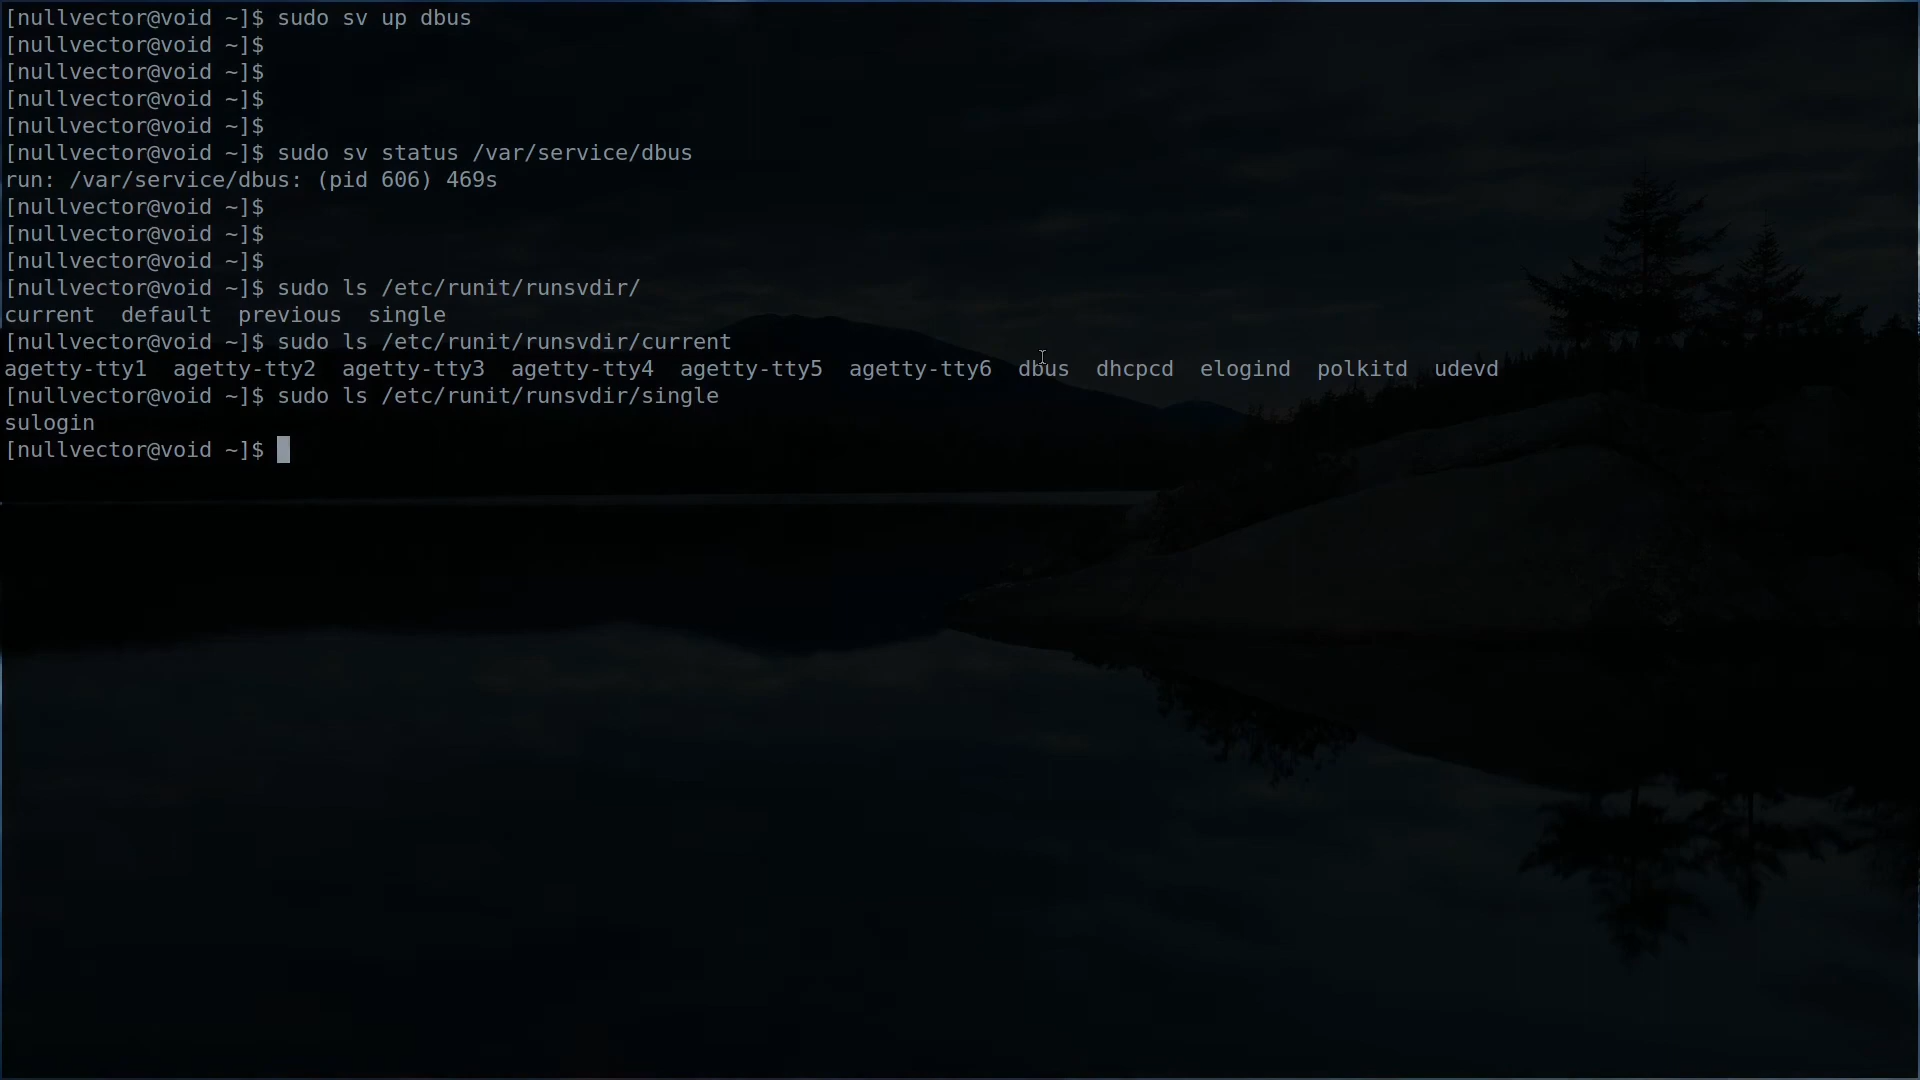 [nullvector@void ~]$ sudo sv up dbus
[nullvector@void ~]$
[nullvector@void ~]$
[nullvector@void ~]$
[nullvector@void ~]$
[nullvector@void ~]$ sudo sv status /var/service/dbus
run: /var/service/dbus: (pid 606) 469s
[nullvector@void ~]$
[nullvector@void ~]$
[nullvector@void ~]$
[nullvector@void ~]$ sudo ls /etc/runit/runsvdir/
current  default  previous  single
[nullvector@void ~]$ sudo ls /etc/runit/runsvdir/current
agetty-tty1  agetty-tty2  agetty-tty3  agetty-tty4  agetty-tty5  agetty-tty6  dbus  dhcpcd  elogind  polkitd  udevd
[nullvector@void ~]$ sudo ls /etc/runit/runsvdir/single
sulogin
[nullvector@void ~]$